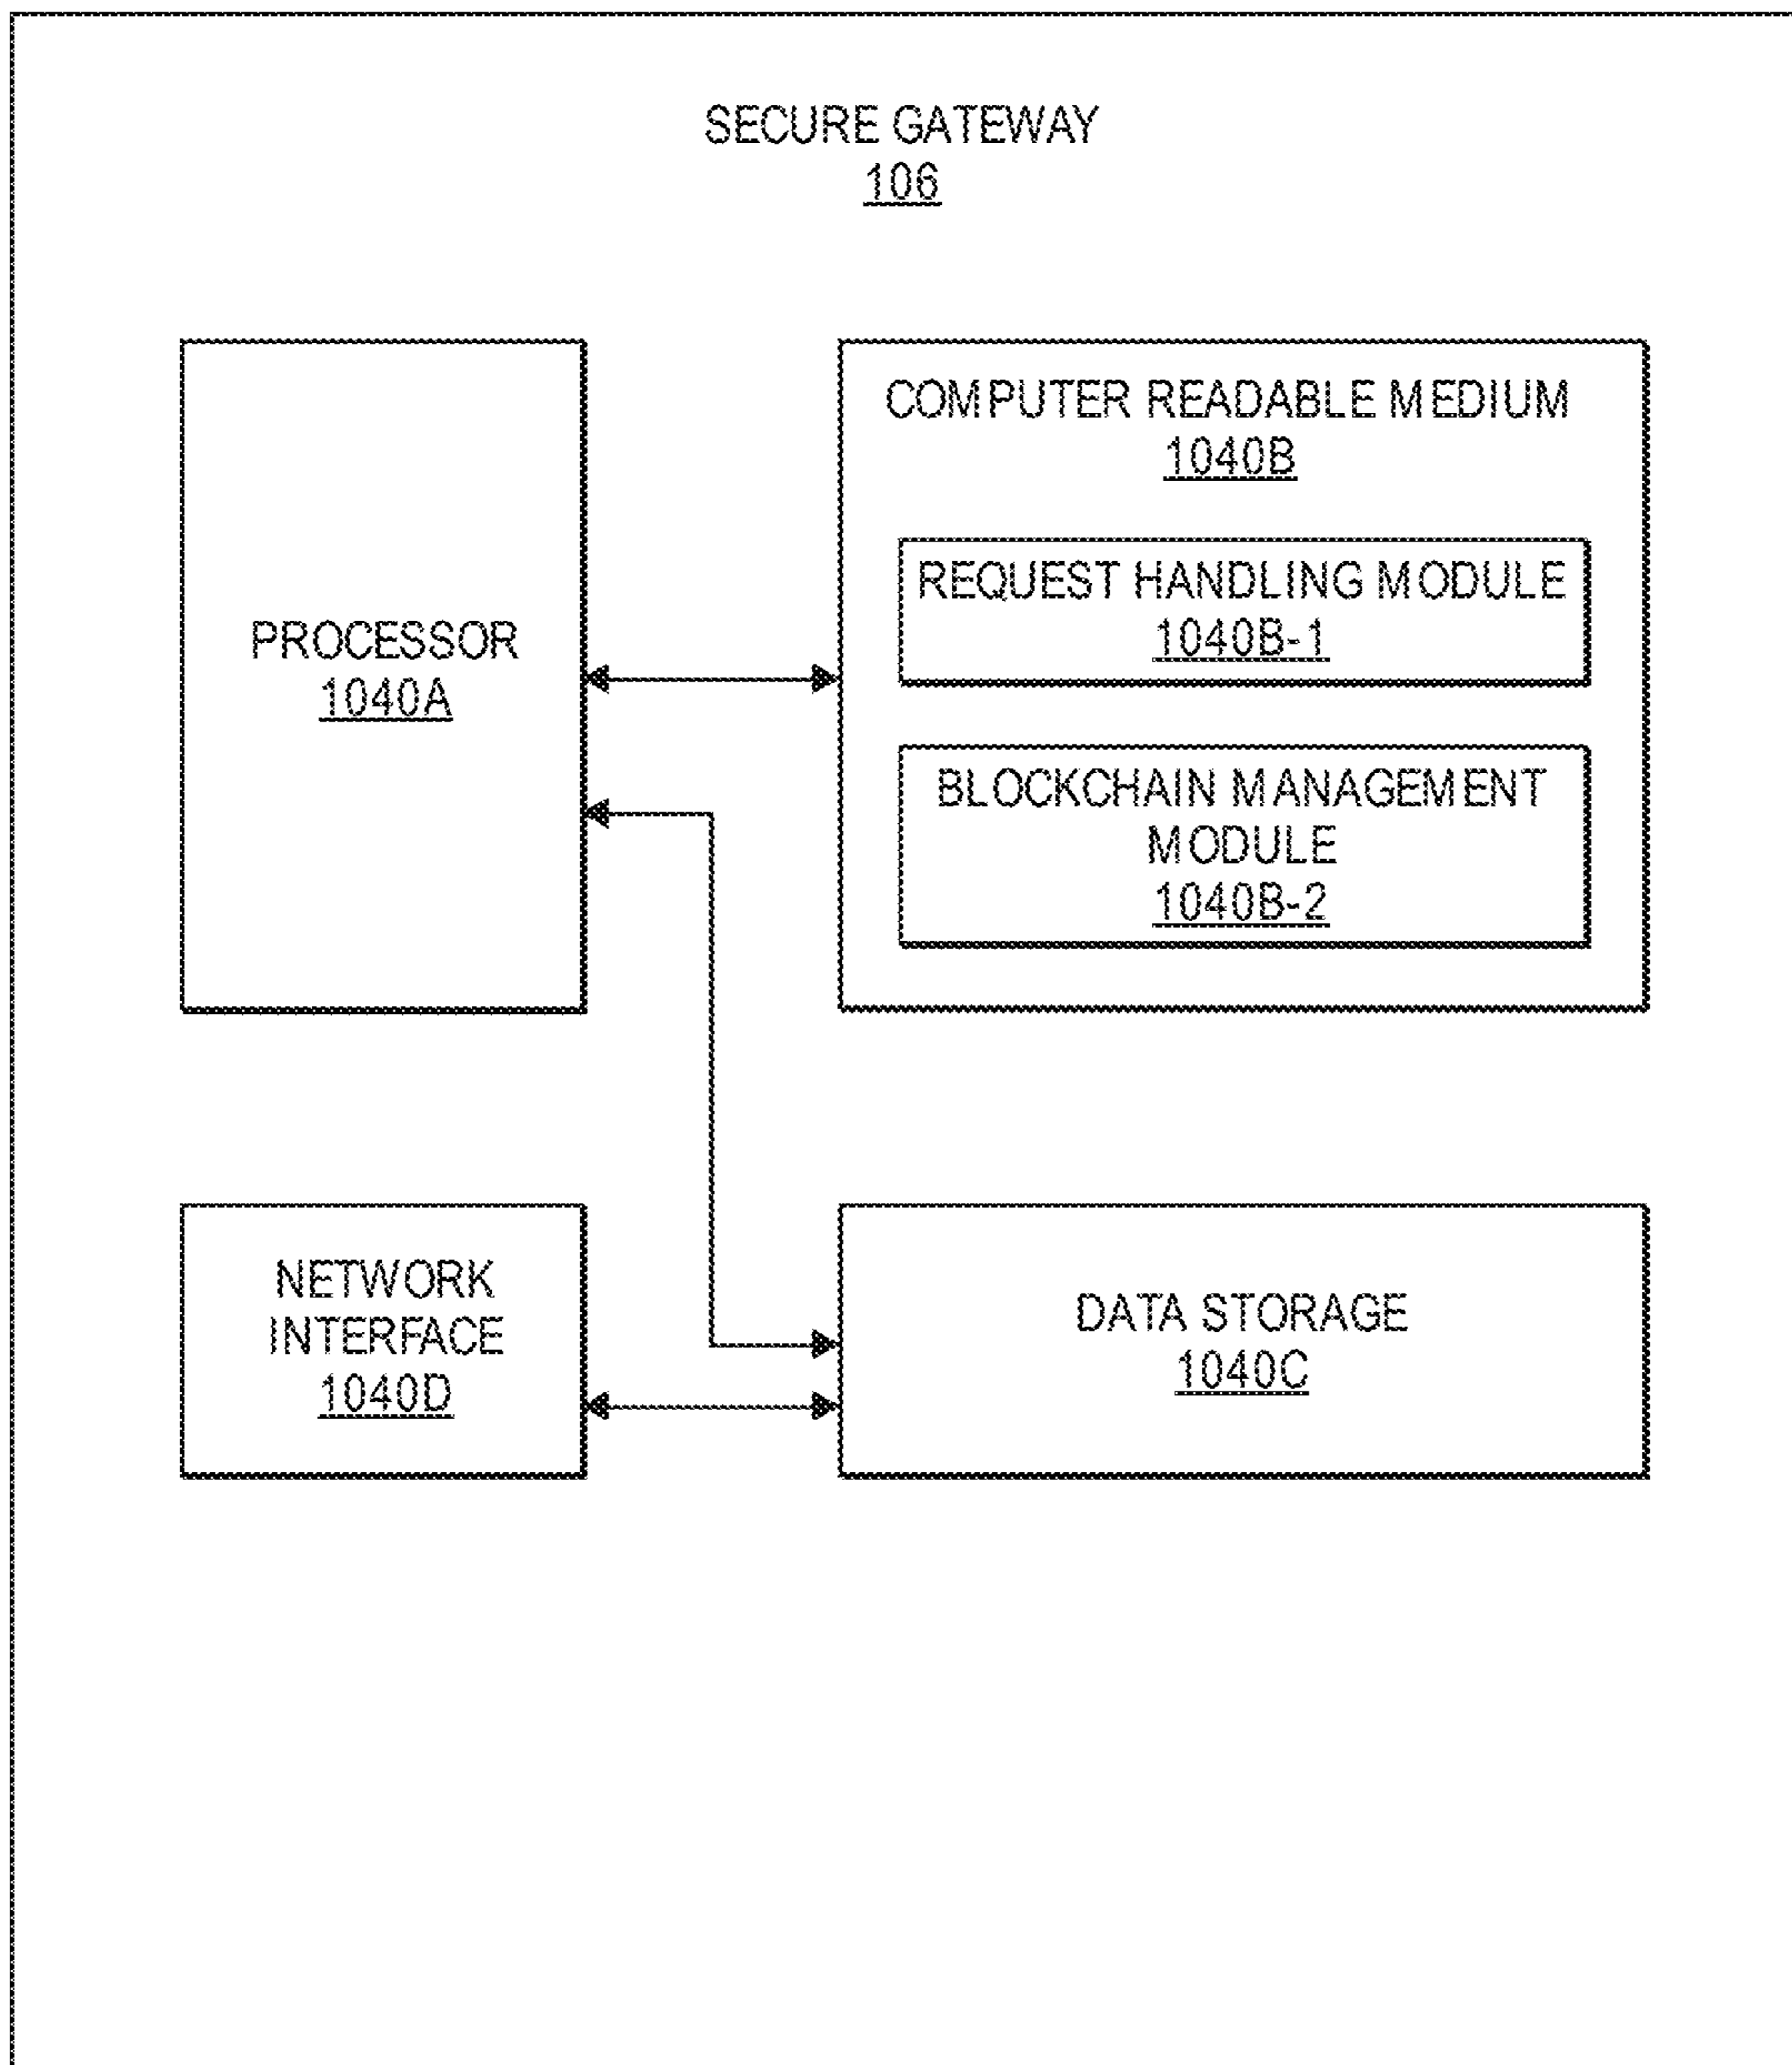 SECURE GATEWAY
106
PROCESSOR
1040A
COMPUTER READABLE MEDIUM
1040B
REQUEST HANDLING MODULE
1040B-1
BLOCKCHAIN MANAGEMENT
MODULE
1040B-2
NETWORK
INTERFACE
1040D
DATA STORAGE
1040C